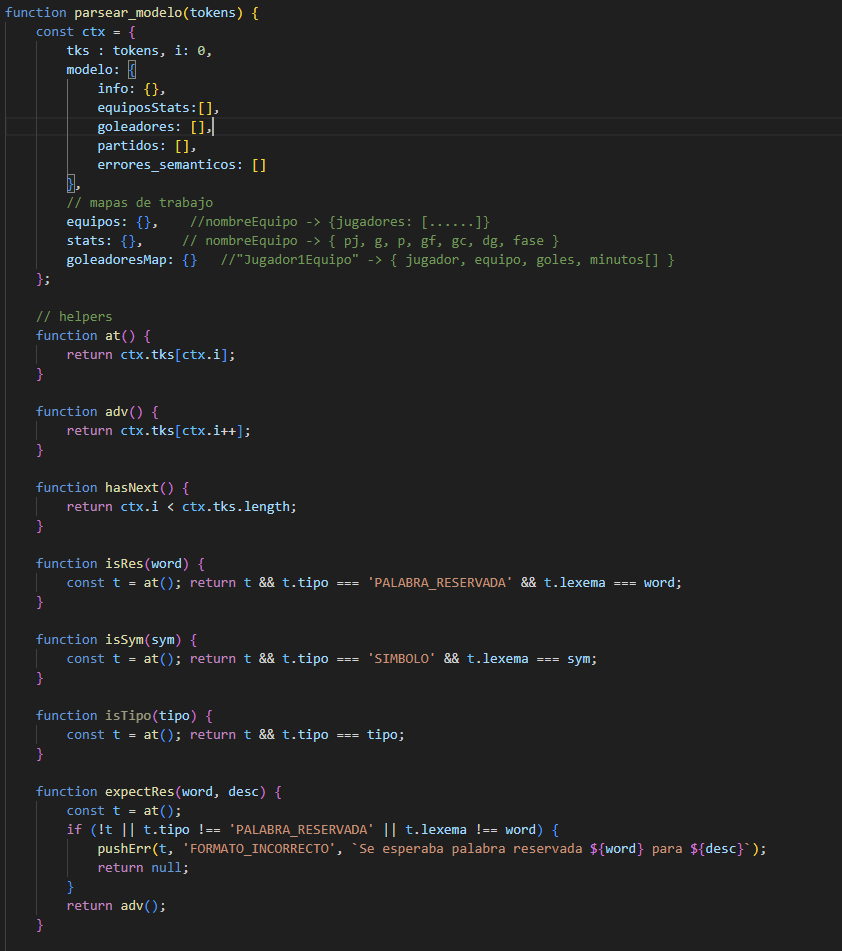 function parsear_modelo(tokens) {
    const ctx = {
        tks : tokens, i: 0,
        modelo: {
            info: {},
            equiposStats:[],
            goleadores: [],
            partidos: [],
            errores_semanticos: []
        },
        // mapas de trabajo
        equipos: {},    //nombreEquipo -> {jugadores: [......]}
        stats: {},     // nombreEquipo -> { pj, g, p, gf, gc, dg, fase }
        goleadoresMap: {}   //"Jugador1Equipo" -> { jugador, equipo, goles, minutos[] }
    };

    // helpers
    function at() {
        return ctx.tks[ctx.i];
    }

    function adv() {
        return ctx.tks[ctx.i++];
    }

    function hasNext() {
        return ctx.i < ctx.tks.length;
    }

    function isRes(word) {
        const t = at(); return t && t.tipo === 'PALABRA_RESERVADA' && t.lexema === word;
    }

    function isSym(sym) {
        const t = at(); return t && t.tipo === 'SIMBOLO' && t.lexema === sym;
    }

    function isTipo(tipo) {
        const t = at(); return t && t.tipo === tipo;
    }

    function expectRes(word, desc) {
        const t = at();
        if (!t || t.tipo !== 'PALABRA_RESERVADA' || t.lexema !== word) {
            pushErr(t, 'FORMATO_INCORRECTO', `Se esperaba palabra reservada ${word} para ${desc}`);
            return null;
        }
        return adv();
    }